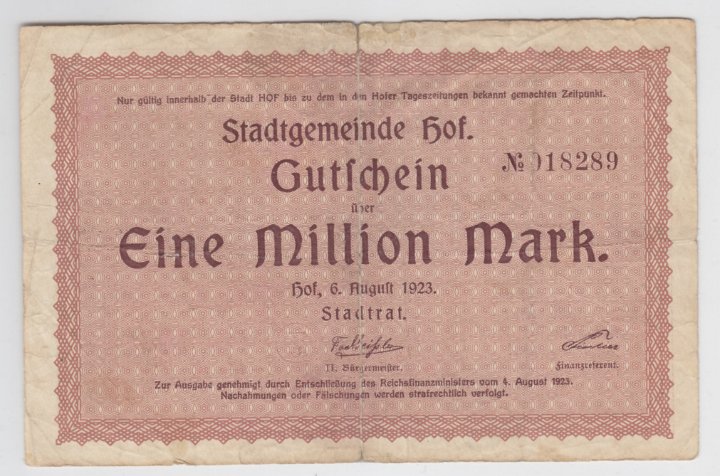 Nur gültig innerhalb der Stadt HOF bis zu dem in den Hofer Tageszeitungen bekannt gemachten Zeitpunkt.
Stadtgemeinde Hof.
№ 018289
Gutschein
über
Eine Million Mark.
Hof, 6. August 1923.
Stadtrat.
II. Bürgermeister.
Finanzreferent.
Zur Ausgabe genehmigt durch Entschließung des Reichsfinanzministers vom 4. August 1923.
Nachahmungen oder Fälschungen werden strafrechtlich verfolgt.